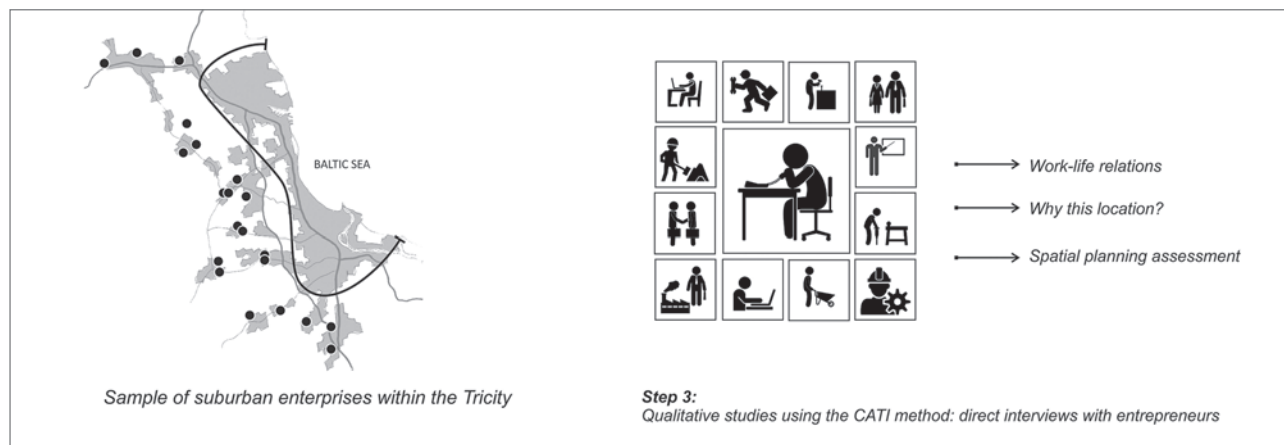 BALTIC SEA
Sample of suburban enterprises within the Tricity
Work-life relations
Why this location?
Spatial planning assessment
Step 3:
Qualitative studies using the CATI method: direct interviews with entrepreneurs